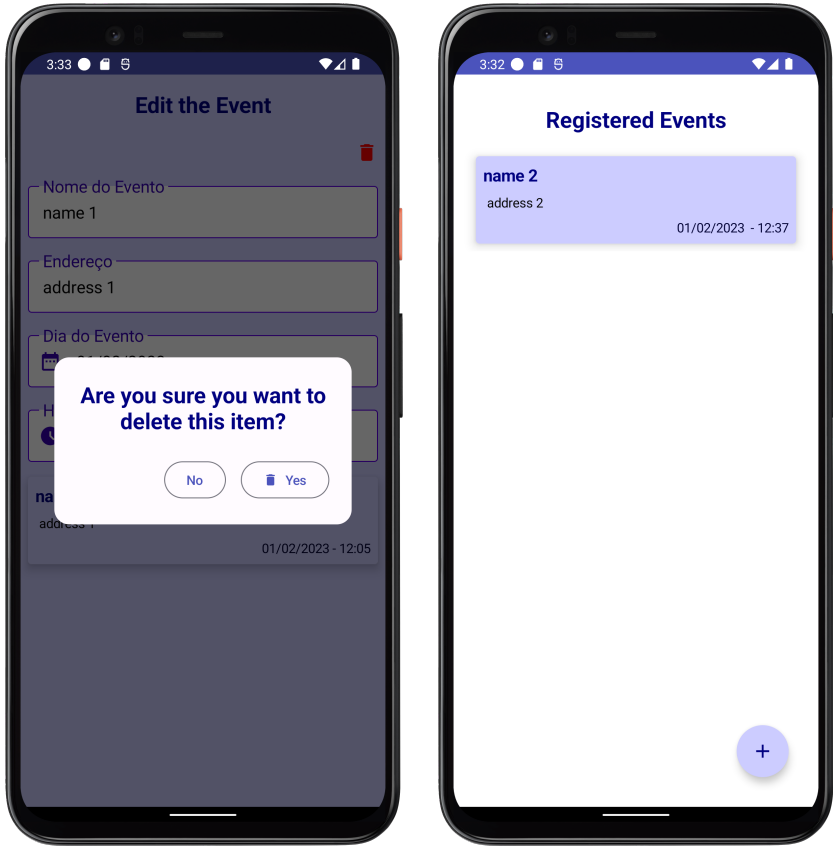 3:33
Edit the Event
Nome do Evento
name 1
Endereço
address 1
Dia do Evento
Are you sure you want to
delete this item?
No
Yes
address 1
01/02/2023 - 12:05
3:32
Registered Events
name 2
address 2
01/02/2023 - 12:37
+